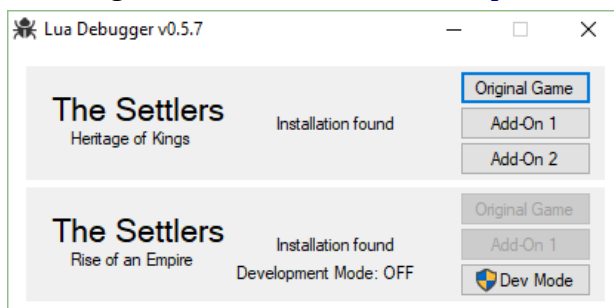 Lua Debugger v0.5.7
The Settlers
Heritage of Kings
Installation found
Original Game
Add-On 1
Add-On 2
The Settlers
Rise of an Empire
Installation found
Development Mode: OFF
Original Game
Add-On 1
Dev Mode